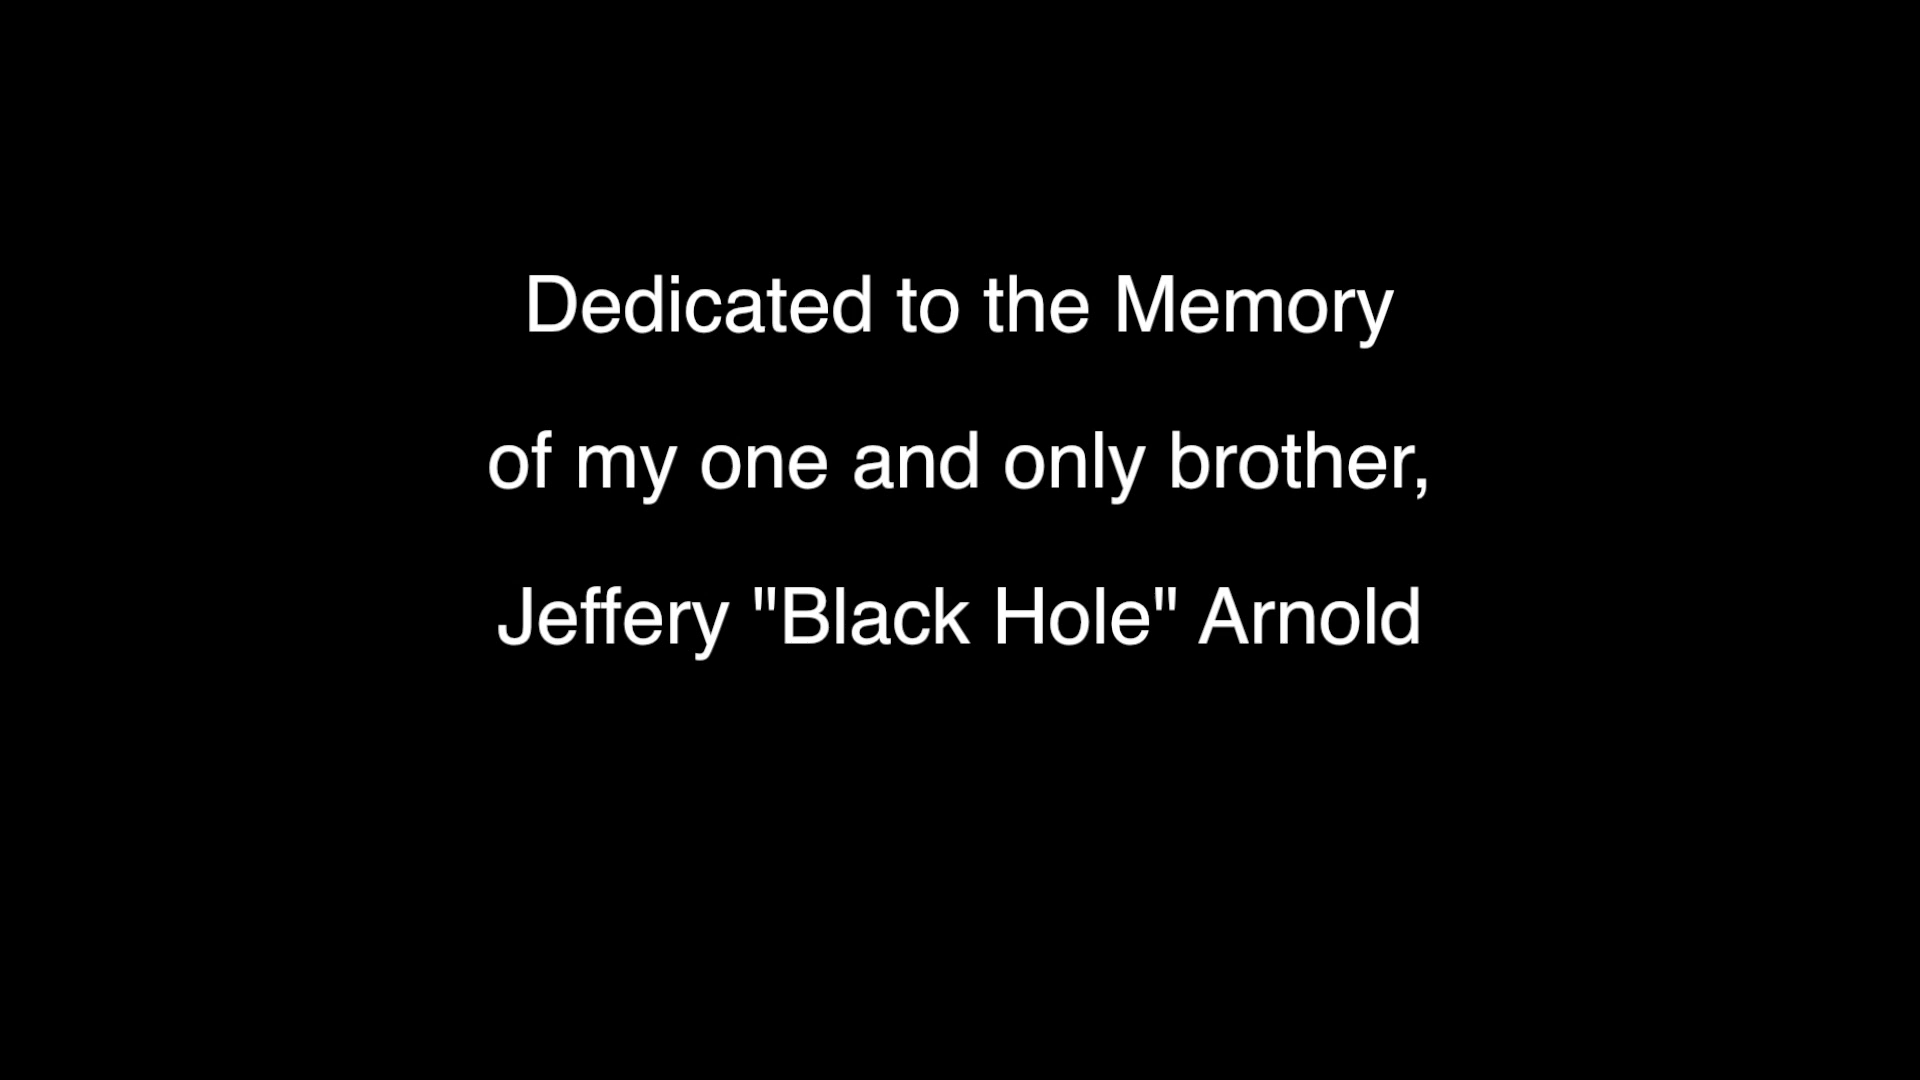 Dedicated to the Memory
of my one and only brother,
Jeffery "Black Hole" Arnold